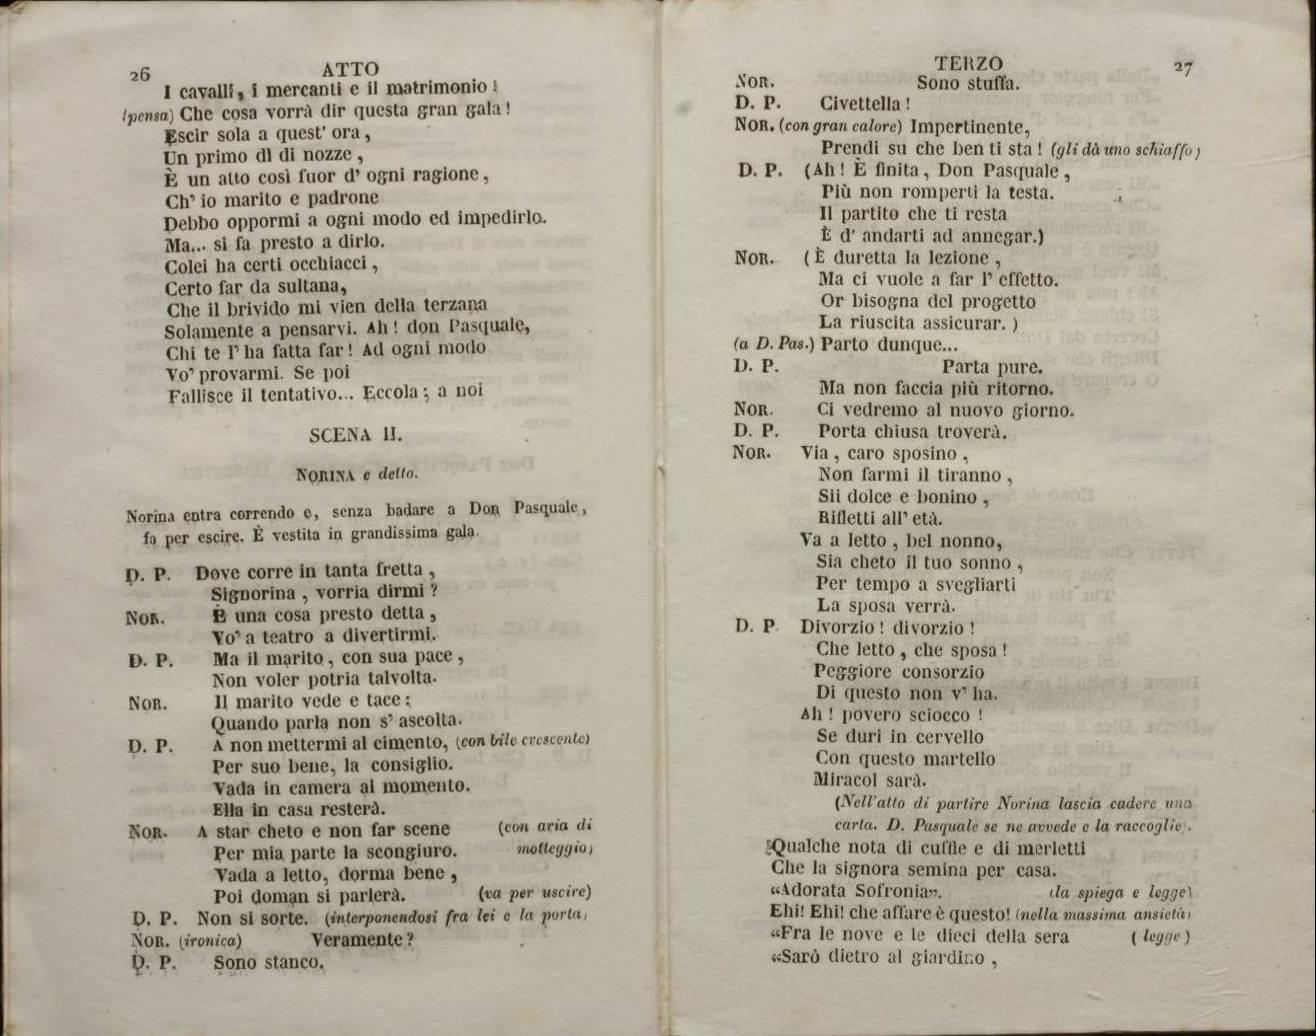 26 ATTO
I cavalli, i mercanti e il matrimonio!
(pensa) Che cosa vorrà dir questa gran gala!
Escir sola a quest' ora,
Un primo dì di nozze,
È un atto così fuor d' ogni ragione,
Ch' io marito e padrone
Debbo oppormi a ogni modo ed impedirlo.
Ma... si fa presto a dirlo.
Colei ha certi occhiacci,
Certo far da sultana,
Che il brivido mi vien della terzana
Solamente a pensarvi. Ah! don Pasquale,
Chi te l' ha fatta far! Ad ogni modo
Vo' provarmi. Se poi
Fallisce il tentativo... Eccola; a noi
SCENA II.
NORINA e detto.
Norina entra correndo e, senza badare a Don Pasquale,
fa per escire. È vestita in grandissima gala.
D. P. Dove corre in tanta fretta,
Signorina, vorria dirmi?
NOR. È una cosa presto detta,
Vo' a teatro a divertirmi.
D. P. Ma il marito, con sua pace,
Non voler potria talvolta.
NOR. Il marito vede e tace;
Quando parla non s' ascolta.
D. P. A non mettermi al cimento, (con bile crescente)
Per suo bene, la consiglio.
Vada in camera al momento.
Ella in casa resterà.
NOR. A star cheto e non far scene (con aria di
Per mia parte la scongiuro. motteggio)
Vada a letto, dorma bene,
Poi doman si parlerà. (va per uscire)
D. P. Non si sorte. (interponendosi fra lei e la porta)
NOR. (ironica) Veramente?
D. P. Sono stanco.
TERZO 27
NOR. Sono stuffa.
D. P. Civettella!
NOR. (con gran calore) Impertinente,
Prendi su che ben ti sta! (gli dà uno schiaffo)
D. P. (Ah! È finita, Don Pasquale,
Più non romperti la testa.
Il partito che ti resta
È d' andarti ad annegar.)
NOR. (È duretta la lezione,
Ma ci vuole a far l' effetto.
Or bisogna del progetto
La riuscita assicurar.)
(a D. Pas.) Parto dunque...
D. P. Parta pure.
Ma non faccia più ritorno.
NOR. Ci vedremo al nuovo giorno.
D. P. Porta chiusa troverà.
NOR. Via, caro sposino,
Non farmi il tiranno,
Sii dolce e bonino,
Rifletti all' età.
Va a letto, bel nonno,
Sia cheto il tuo sonno,
Per tempo a svegliarti
La sposa verrà.
D. P. Divorzio! divorzio!
Che letto, che sposa!
Peggiore consorzio
Di questo non v' ha.
Ah! povero sciocco!
Se duri in cervello
Con questo martello
Miracol sarà.
(Nell'atto di partire Norina lascia cadere una
carta. D. Pasquale se ne avvede e la raccoglie).
Qualche nota di cuffie e di merletti
Che la signora semina per casa.
«Adorata Sofronia». (la spiega e legge)
Ehi! Ehi! che affare è questo! (nella massima ansietà)
«Fra le nove e le dieci della sera (legge)
«Sarò dietro al giardino,